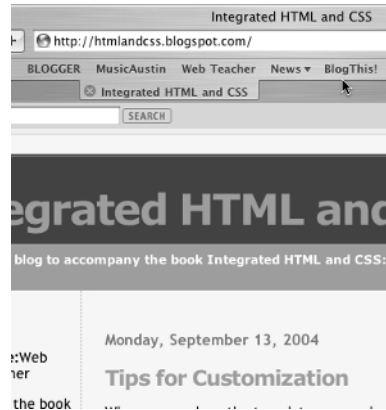 Integrated HTML and CSS
http://htmlandcss.blogspot.com/
BLOGGER MusicAustin Web Teacher News BlogThis!
Integrated HTML and CSS
SEARCH
egrated HTML and
blog to accompany the book Integrated HTML and CSS:
Monday, September 13, 2004
:Web
her
Tips for Customization
the book